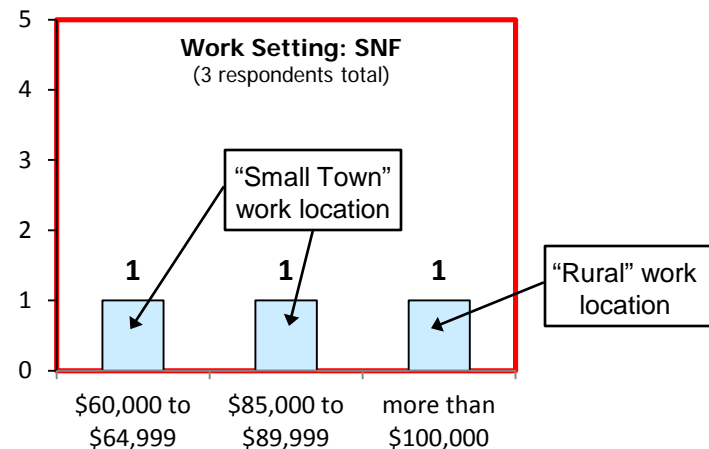 5
Work Setting: SNF
(3 respondents total)
4
3
“Small Town”
work location
2
1
1
1
“Rural” work
location
1
0
$60,000 to
$64,999
$85,000 to
$89,999
more than
$100,000